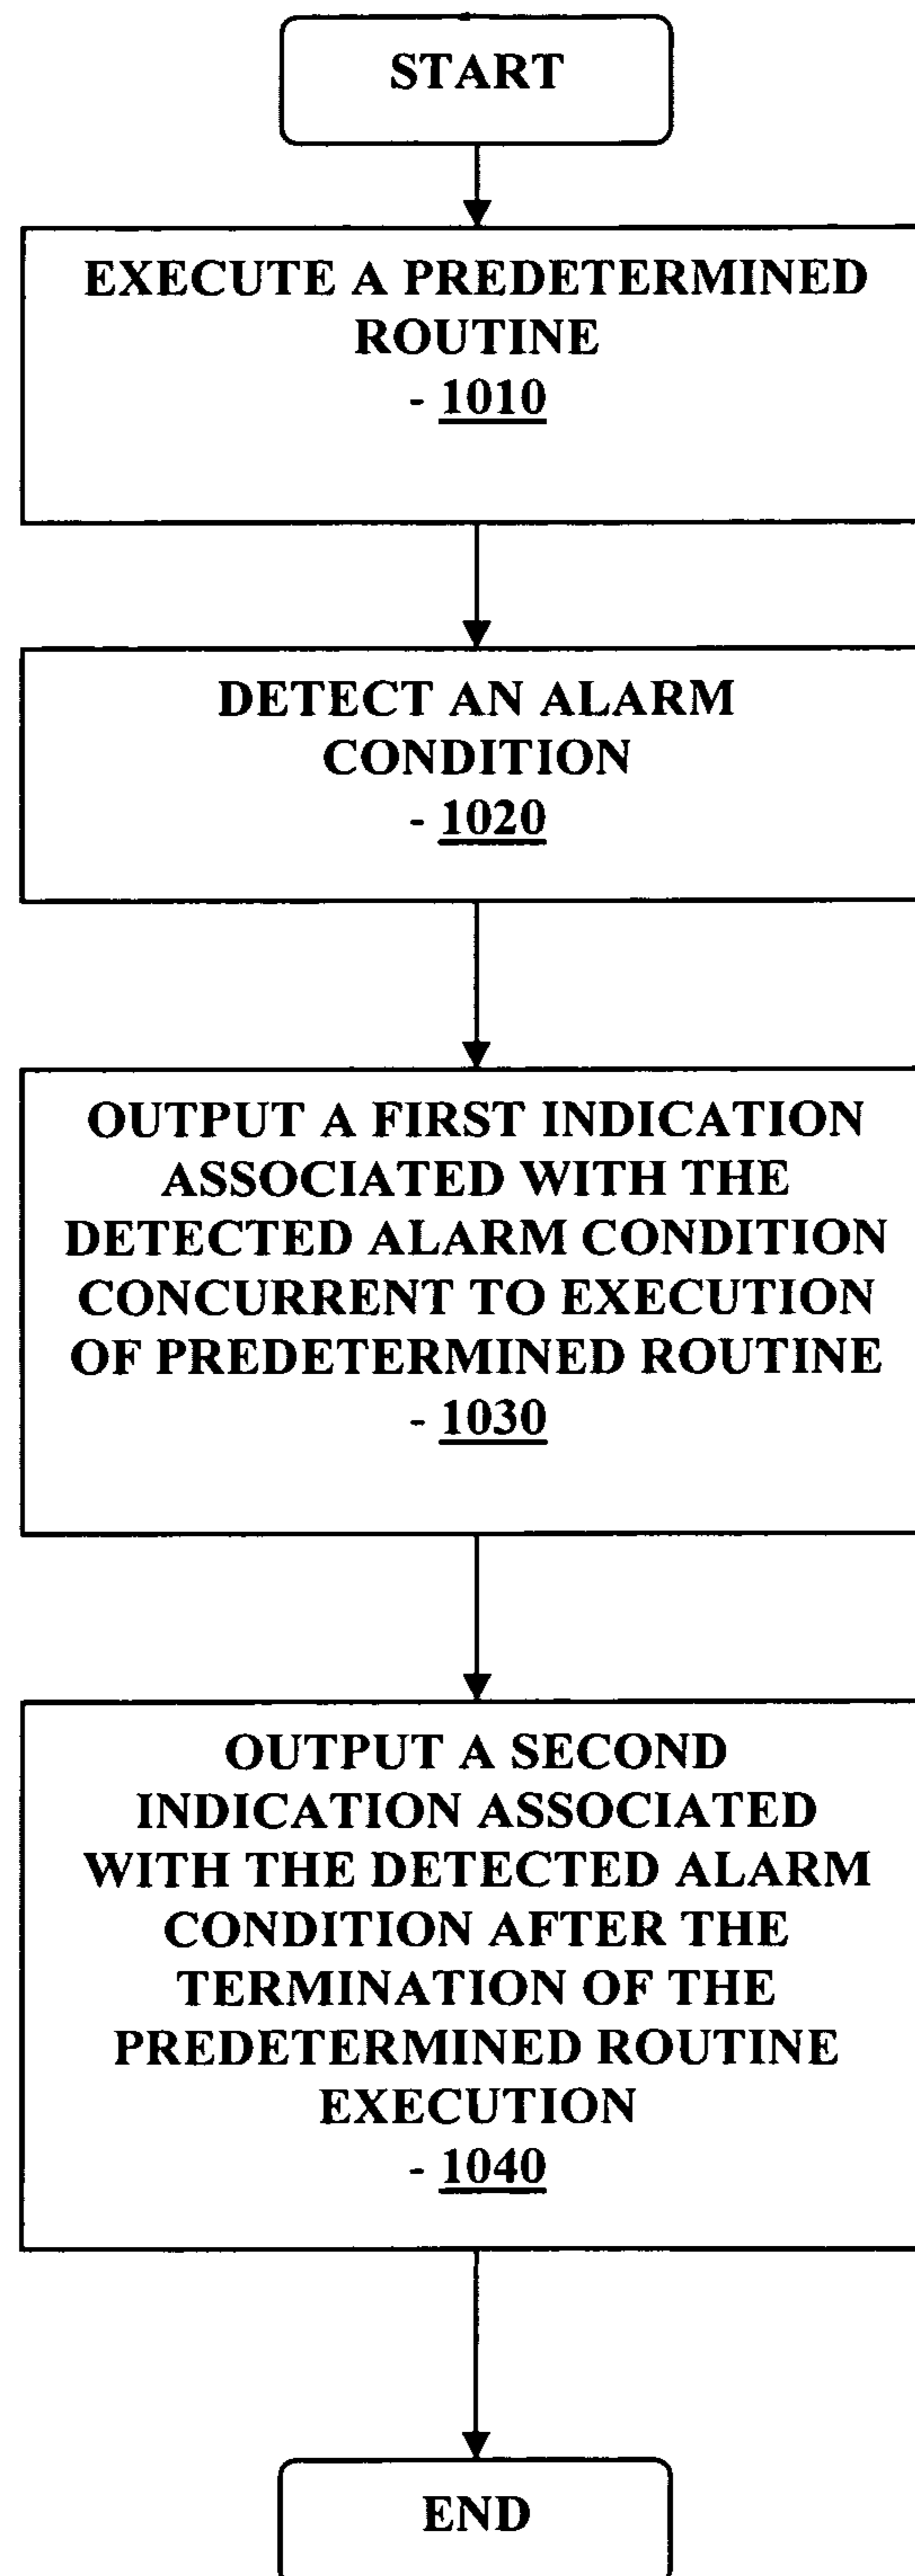 START
EXECUTE A PREDETERMINED
ROUTINE
- 1010
DETECT AN ALARM
CONDITION
- 1020
OUTPUT A FIRST INDICATION
ASSOCIATED WITH THE
DETECTED ALARM CONDITION
CONCURRENT TO EXECUTION
OF PREDETERMINED ROUTINE
- 1030
OUTPUT A SECOND
INDICATION ASSOCIATED
WITH THE DETECTED ALARM
CONDITION AFTER THE
TERMINATION OF THE
PREDETERMINED ROUTINE
EXECUTION
- 1040
END